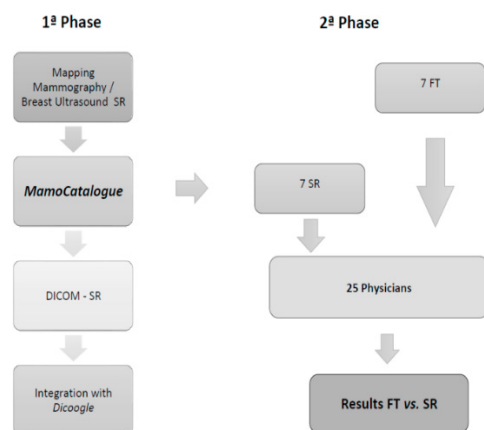 1ª Phase
Mapping
Mammography /
Breast Ultrasound SR
MamoCatalogue
DICOM - SR
Integration with
Dicoogle
2ª Phase
7 FT
7 SR
25 Physicians
Results FT vs. SR